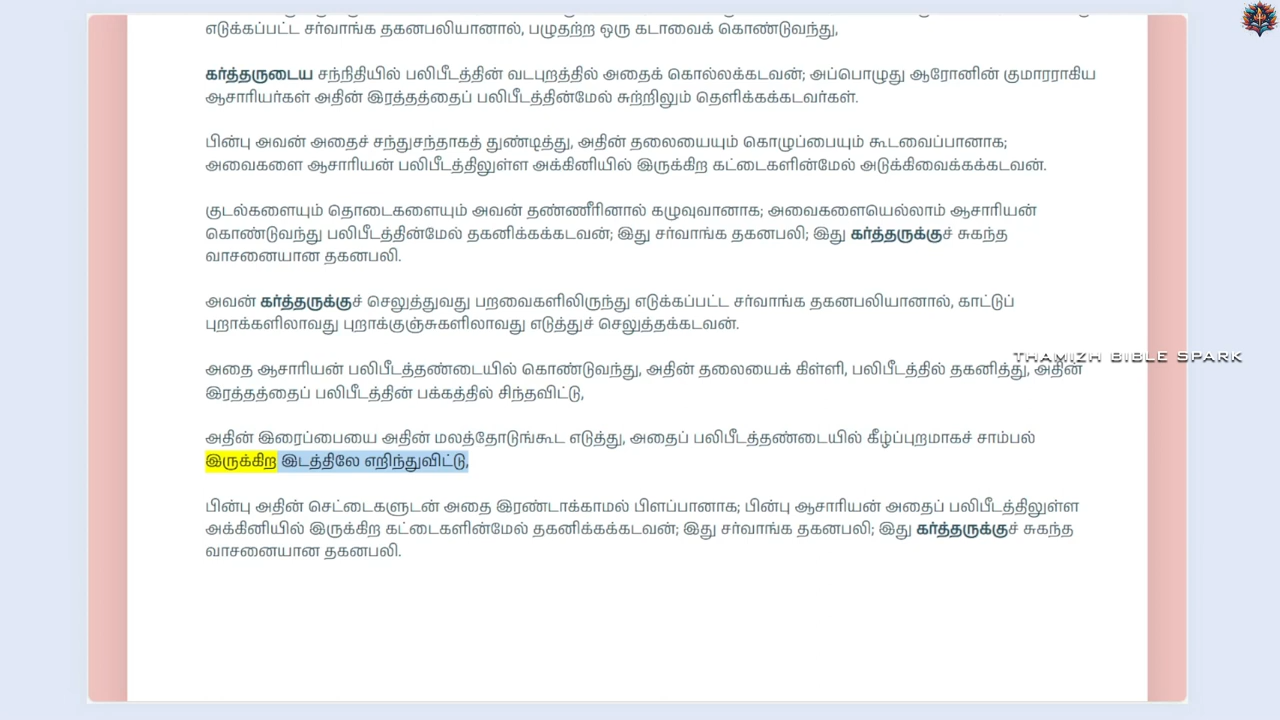 எடுக்கப்பட்ட சர்வாங்க தகனபலியானால், பழுதற்ற ஒரு கடாவைக் கொண்டுவந்து,
கர்த்தருடைய சந்நிதியில் பலிபீடத்தின் வடபுறத்தில் அதைக் கொல்லக்கடவன்; அப்பொழுது ஆரோனின் குமாரராகிய
ஆசாரியர்கள் அதின் இரத்தத்தைப் பலிபீடத்தின்மேல் சுற்றிலும் தெளிக்கக்கடவர்கள்.
பின்பு அவன் அதைச் சந்துசந்தாகத் துண்டித்து, அதின் தலையையும் கொழுப்பையும் கூடவைப்பானாக;
அவைகளை ஆசாரியன் பலிபீடத்திலுள்ள அக்கினியில் இருக்கிற கட்டைகளின்மேல் அடுக்கிவைக்கக்கடவன்.
குடல்களையும் தொடைகளையும் அவன் தண்ணீரினால் கழுவுவானாக; அவைகளையெல்லாம் ஆசாரியன்
கொண்டுவந்து பலிபீடத்தின்மேல் தகனிக்கக்கடவன்; இது சர்வாங்க தகனபலி; இது கர்த்தருக்குச் சுகந்த
வாசனையான தகனபலி.
அவன் கர்த்தருக்குச் செலுத்துவது பறவைகளிலிருந்து எடுக்கப்பட்ட சர்வாங்க தகனபலியானால், காட்டுப்
புறாக்களிலாவது புறாக்குஞ்சுகளிலாவது எடுத்துச் செலுத்தக்கடவன்.
THAMIZH BIBLE SPARK
அதை ஆசாரியன் பலிபீடத்தண்டையில் கொண்டுவந்து, அதின் தலையைக் கிள்ளி, பலிபீடத்தில் தகனித்து, அதின்
இரத்தத்தைப் பலிபீடத்தின் பக்கத்தில் சிந்தவிட்டு,
அதின் இரைப்பையை அதின் மலத்தோடுங்கூட எடுத்து, அதைப் பலிபீடத்தண்டையில் கீழ்ப்புறமாகச் சாம்பல்
இருக்கிற இடத்திலே எறிந்துவிட்டு,
பின்பு அதின் செட்டைகளுடன் அதை இரண்டாக்காமல் பிளப்பானாக; பின்பு ஆசாரியன் அதைப் பலிபீடத்திலுள்ள
அக்கினியில் இருக்கிற கட்டைகளின்மேல் தகனிக்கக்கடவன்; இது சர்வாங்க தகனபலி; இது கர்த்தருக்குச் சுகந்த
வாசனையான தகனபலி.